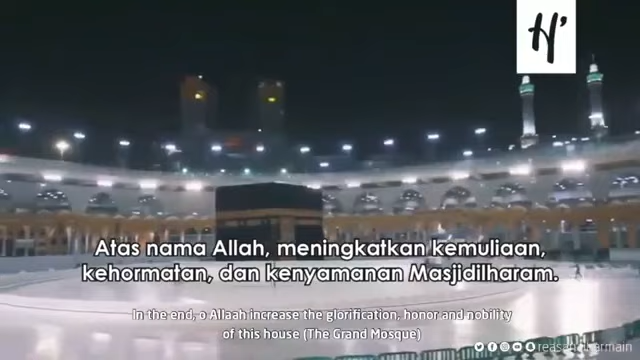 H'
Atas nama Allah, meningkatkan kemuliaan,
kehormatan, dan kenyamanan Masjidilharam.
In the end, o Allaah increase the glorification, honor and nobility
of this house (The Grand Mosque)